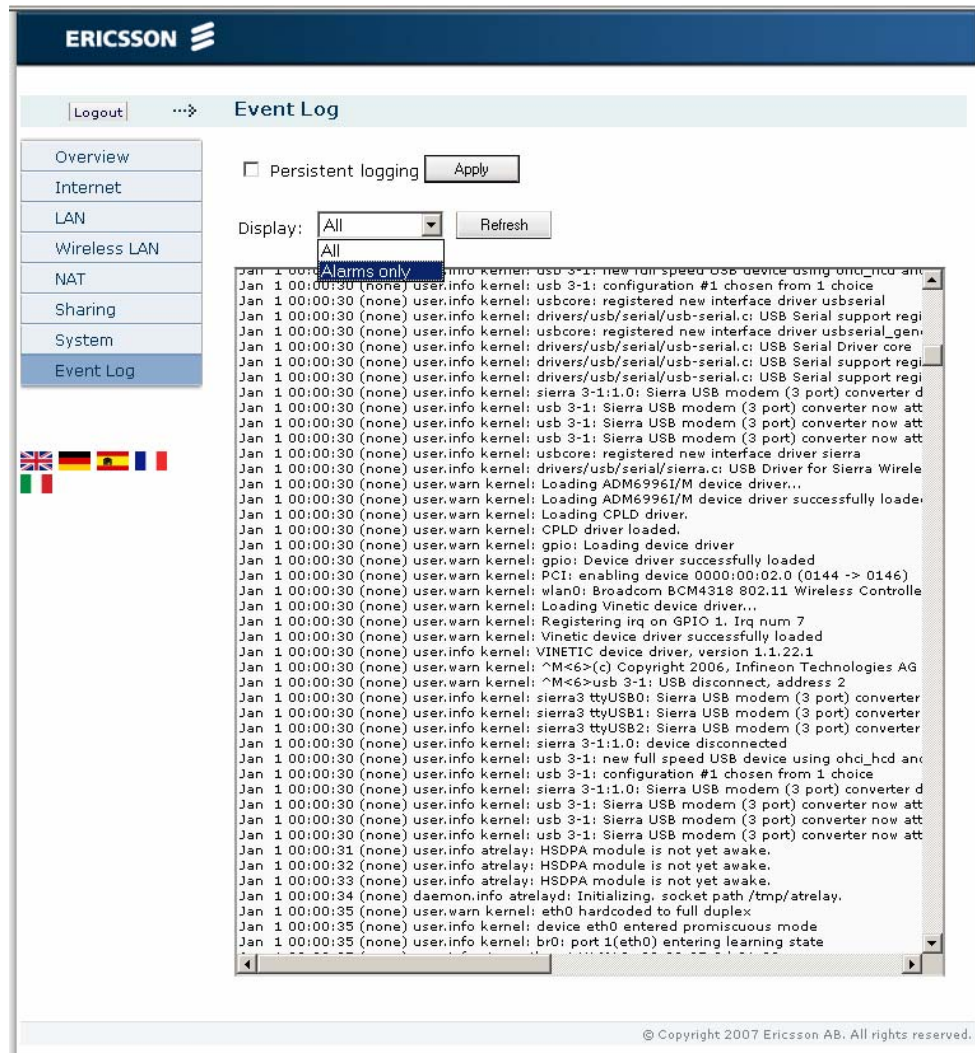 ERICSSON
Logout
Event Log
Overview
Internet
LAN
Wireless LAN
NAT
Sharing
System
Event Log
Persistent logging Apply
Display: All Refresh
All
Alarms only
Jan 1 00:00:30 (none) user.info kernel: usb 3-1: configuration #1 chosen from 1 choice
Jan 1 00:00:30 (none) user.info kernel: usbcore: registered new interface driver usbserial
Jan 1 00:00:30 (none) user.info kernel: drivers/usb/serial/usb-serial.c: USB Serial support regi
Jan 1 00:00:30 (none) user.info kernel: usbcore: registered new interface driver usbserial_gen
Jan 1 00:00:30 (none) user.info kernel: drivers/usb/serial/usb-serial.c: USB Serial Driver core
Jan 1 00:00:30 (none) user.info kernel: drivers/usb/serial/usb-serial.c: USB Serial support regi
Jan 1 00:00:30 (none) user.info kernel: drivers/usb/serial/usb-serial.c: USB Serial support regi
Jan 1 00:00:30 (none) user.info kernel: sierra 3-1:1.0: Sierra USB modem (3 port) converter d
Jan 1 00:00:30 (none) user.info kernel: usb 3-1: Sierra USB modem (3 port) converter now att
Jan 1 00:00:30 (none) user.info kernel: usb 3-1: Sierra USB modem (3 port) converter now att
Jan 1 00:00:30 (none) user.info kernel: usb 3-1: Sierra USB modem (3 port) converter now att
Jan 1 00:00:30 (none) user.info kernel: usbcore: registered new interface driver sierra
Jan 1 00:00:30 (none) user.info kernel: drivers/usb/serial/sierra.c: USB Driver for Sierra Wirele
Jan 1 00:00:30 (none) user.warn kernel: Loading ADM6996I/M device driver...
Jan 1 00:00:30 (none) user.warn kernel: Loading ADM6996I/M device driver successfully loade
Jan 1 00:00:30 (none) user.warn kernel: Loading CPLD driver.
Jan 1 00:00:30 (none) user.warn kernel: CPLD driver loaded.
Jan 1 00:00:30 (none) user.warn kernel: gpio: Loading device driver
Jan 1 00:00:30 (none) user.warn kernel: gpio: Device driver successfully loaded
Jan 1 00:00:30 (none) user.warn kernel: PCI: enabling device 0000:00:02.0 (0144 -> 0146)
Jan 1 00:00:30 (none) user.warn kernel: wlan0: Broadcom BCM4318 802.11 Wireless Controlle
Jan 1 00:00:30 (none) user.warn kernel: Loading Vinetic device driver...
Jan 1 00:00:30 (none) user.warn kernel: Registering irq on GPIO 1. Irq num 7
Jan 1 00:00:30 (none) user.warn kernel: Vinetic device driver successfully loaded
Jan 1 00:00:30 (none) user.warn kernel: VINETIC device driver, version 1.1.22.1
Jan 1 00:00:30 (none) user.warn kernel: ^M<6>(c) Copyright 2006, Infineon Technologies AG
Jan 1 00:00:30 (none) user.warn kernel: ^M<6>usb 3-1: USB disconnect, address 2
Jan 1 00:00:30 (none) user.info kernel: sierra3 ttyUSB0: Sierra USB modem (3 port) converter
Jan 1 00:00:30 (none) user.info kernel: sierra3 ttyUSB1: Sierra USB modem (3 port) converter
Jan 1 00:00:30 (none) user.info kernel: sierra3 ttyUSB2: Sierra USB modem (3 port) converter
Jan 1 00:00:30 (none) user.info kernel: sierra 3-1:1.0: device disconnected
Jan 1 00:00:30 (none) user.info kernel: usb 3-1: new full speed USB device using ohci_hcd and
Jan 1 00:00:30 (none) user.info kernel: usb 3-1: configuration #1 chosen from 1 choice
Jan 1 00:00:30 (none) user.info kernel: sierra 3-1:1.0: Sierra USB modem (3 port) converter d
Jan 1 00:00:30 (none) user.info kernel: usb 3-1: Sierra USB modem (3 port) converter now att
Jan 1 00:00:30 (none) user.info kernel: usb 3-1: Sierra USB modem (3 port) converter now att
Jan 1 00:00:30 (none) user.info kernel: usb 3-1: Sierra USB modem (3 port) converter now att
Jan 1 00:00:31 (none) user.info atrelay: HSDPA module is not yet awake.
Jan 1 00:00:32 (none) user.info atrelay: HSDPA module is not yet awake.
Jan 1 00:00:33 (none) user.info atrelay: HSDPA module is not yet awake.
Jan 1 00:00:34 (none) daemon.info atrelayd: Initializing. socket path /tmp/atrelay.
Jan 1 00:00:35 (none) user.warn kernel: eth0 hardcoded to full duplex
Jan 1 00:00:35 (none) user.info kernel: device eth0 entered promiscuous mode
Jan 1 00:00:35 (none) user.info kernel: br0: port 1(eth0) entering learning state
© Copyright 2007 Ericsson AB. All rights reserved.